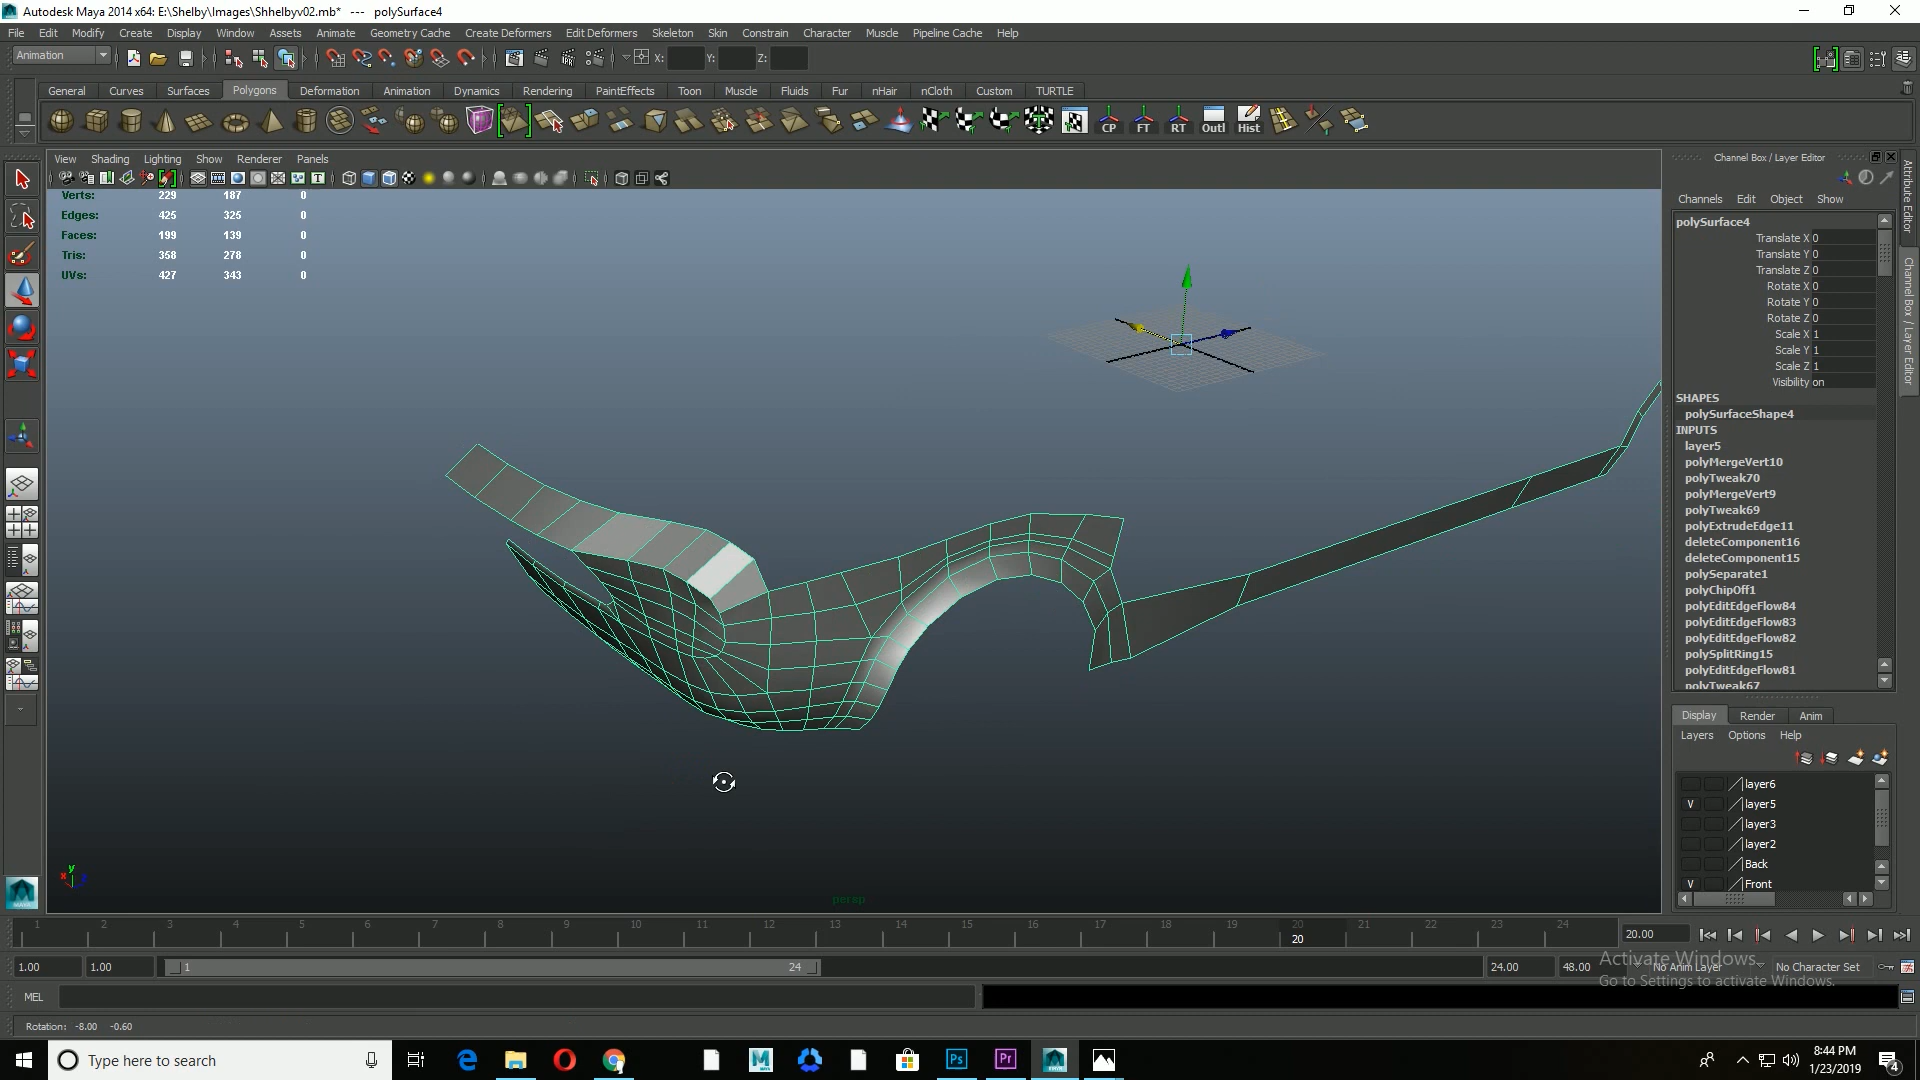 Autodesk Maya 2014 x64: E:\Shelby\Images\Shhelbyv02.mb* --- polySurface4
File Edit Modify Create Display Window Assets Animate Geometry Cache Create Deformers Edit Deformers Skeleton Skin Constrain Character Muscle Pipeline Cache Help
Animation X: Y: Z:
General Curves Surfaces Polygons Deformation Animation Dynamics Rendering PaintEffects Toon Muscle Fluids Fur nHair nCloth Custom TURTLE
CP FT RT Outl Hist
View Shading Lighting Show Renderer Panels
Verts: 229 187 0
Edges: 425 325 0
Faces: 199 139 0
Tris: 358 278 0
UVs: 427 343 0
persp
Channel Box / Layer Editor
Channels Edit Object Show
polySurface4
Translate X 0
Translate Y 0
Translate Z 0
Rotate X 0
Rotate Y 0
Rotate Z 0
Scale X 1
Scale Y 1
Scale Z 1
Visibility on
SHAPES
polySurfaceShape4
INPUTS
layer5
polyMergeVert10
polyTweak70
polyMergeVert9
polyTweak69
polyExtrudeEdge11
deleteComponent16
deleteComponent15
polySeparate1
polyChipOff1
polyEditEdgeFlow84
polyEditEdgeFlow83
polyEditEdgeFlow82
polySplitRing15
polyEditEdgeFlow81
polyTweak67
Attribute Editor
Channel Box / Layer Editor
Display Render Anim
Layers Options Help
layer6
V layer5
layer3
layer2
Back
V Front
1 2 3 4 5 6 7 8 9 10 11 12 13 14 15 16 17 18 19 20 21 22 23 24
20
20.00
1.00 1.00 1 24 24.00 48.00 No Anim Layer No Character Set
Activate Windows
Go to Settings to activate Windows.
MEL
Rotation: -8.00 -0.60
Type here to search
8:44 PM
1/23/2019
4